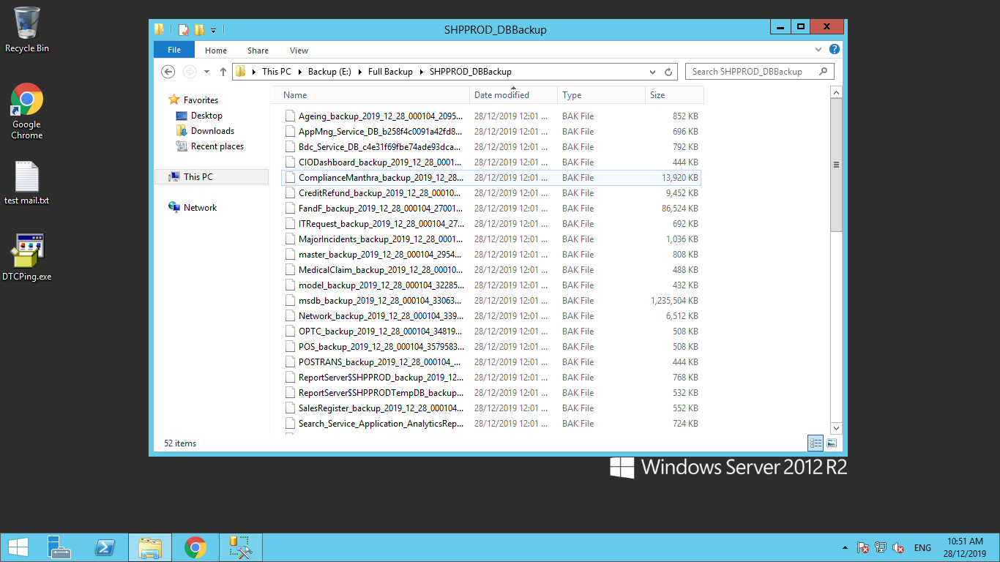 Recycle Bin
Google
Chrome
test mail.txt
DTCPing.exe
SHPPROD_DBBackup
File Home Share View
This PC Backup (E:) Full Backup SHPPROD_DBBackup Search SHPPROD_DBBackup
Favorites
Desktop
Downloads
Recent places
This PC
Network
Name Date modified Type Size
Ageing_backup_2019_12_28_000104_2095... 28/12/2019 12:01 ... BAK File 852 KB
AppMng_Service_DB_b258f4c0091a42fd8... 28/12/2019 12:01 ... BAK File 696 KB
Bdc_Service_DB_c4e31f69fbe74ade93dca... 28/12/2019 12:01 ... BAK File 792 KB
CIODashboard_backup_2019_12_28_0001... 28/12/2019 12:01 ... BAK File 444 KB
ComplianceManthra_backup_2019_12_28... 28/12/2019 12:01 ... BAK File 13,920 KB
CreditRefund_backup_2019_12_28_00010... 28/12/2019 12:01 ... BAK File 9,452 KB
FandF_backup_2019_12_28_000104_27001... 28/12/2019 12:01 ... BAK File 86,524 KB
ITRequest_backup_2019_12_28_000104_27... 28/12/2019 12:01 ... BAK File 692 KB
MajorIncidents_backup_2019_12_28_0001... 28/12/2019 12:01 ... BAK File 1,036 KB
master_backup_2019_12_28_000104_2954... 28/12/2019 12:01 ... BAK File 808 KB
MedicalClaim_backup_2019_12_28_00010... 28/12/2019 12:01 ... BAK File 488 KB
model_backup_2019_12_28_000104_32285... 28/12/2019 12:01 ... BAK File 432 KB
msdb_backup_2019_12_28_000104_33063... 28/12/2019 12:01 ... BAK File 1,235,504 KB
Network_backup_2019_12_28_000104_339... 28/12/2019 12:01 ... BAK File 6,512 KB
OPTC_backup_2019_12_28_000104_34819... 28/12/2019 12:01 ... BAK File 508 KB
POS_backup_2019_12_28_000104_3579583... 28/12/2019 12:01 ... BAK File 508 KB
POSTRANS_backup_2019_12_28_000104_... 28/12/2019 12:01 ... BAK File 444 KB
ReportServer$SHPPROD_backup_2019_12... 28/12/2019 12:01 ... BAK File 768 KB
ReportServer$SHPPRODTempDB_backup... 28/12/2019 12:01 ... BAK File 532 KB
SalesRegister_backup_2019_12_28_000104... 28/12/2019 12:01 ... BAK File 552 KB
Search_Service_Application_AnalyticsRep... 28/12/2019 12:01 ... BAK File 724 KB
52 items
Windows Server 2012 R2
ENG
10:51 AM
28/12/2019